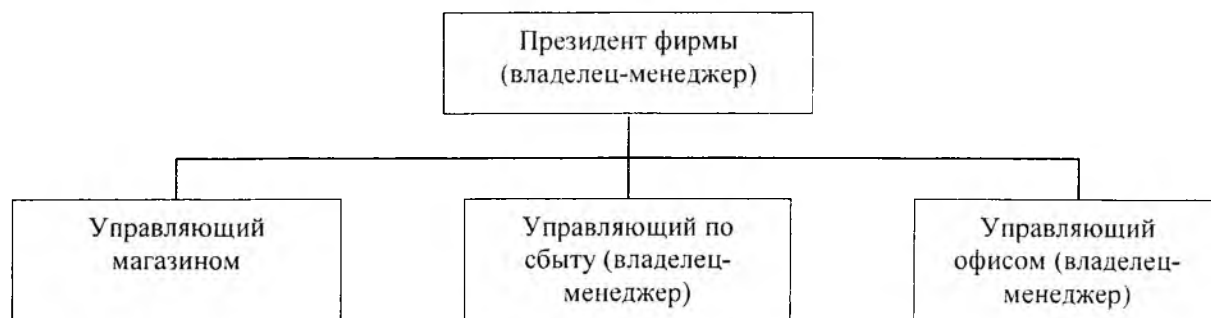 Президент фирмы
(владелец-менеджер)
Управляющий
магазином
Управляющий по
сбыту (владелец-
менеджер)
Управляющий
офисом (владелец-
менеджер)